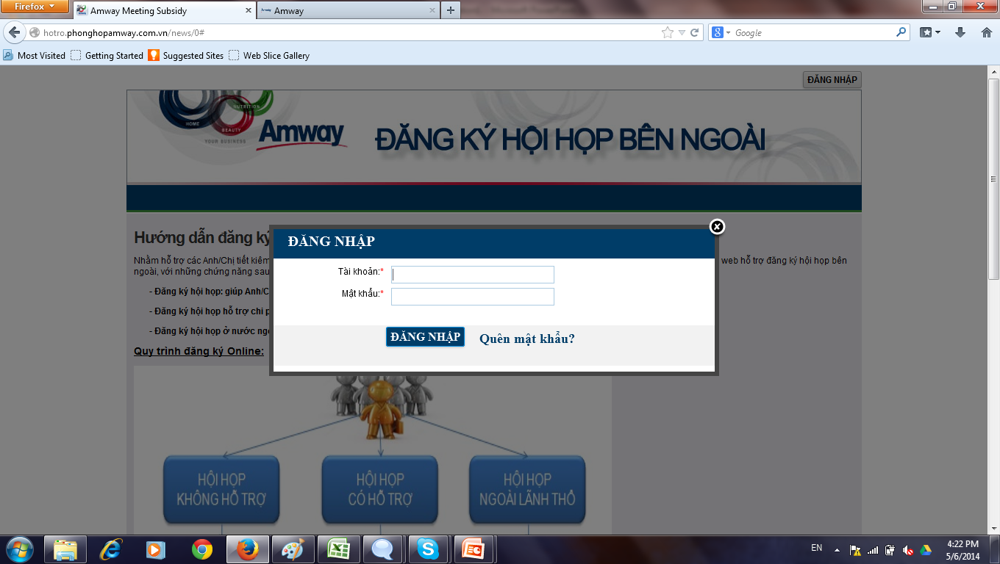 Firefox
Amway Meeting Subsidy
Amway
hotro.phonghopamway.com.vn/news/0#
Google
Most Visited
Getting Started
Suggested Sites
Web Slice Gallery
ĐĂNG NHẬP
NUTRITION
HOME
BEAUTY
YOUR BUSINESS
Amway
ĐĂNG KÝ HỘI HỌP BÊN NGOÀI
Hướng dẫn đăng ký
Nhằm hỗ trợ các Anh/Chị tiết kiệm
web hỗ trợ đăng ký hội họp bên
ngoài, với những chứng năng sau
- Đăng ký hội họp: giúp Anh/C
- Đăng ký hội họp hỗ trợ chi p
- Đăng ký hội họp ở nước ngo
Quy trình đăng ký Online:
ĐĂNG NHẬP
Tài khoản:*
Mật khẩu:*
ĐĂNG NHẬP
Quên mật khẩu?
HỘI HỌP
KHÔNG HỖ TRỢ
HỘI HỌP
CÓ HỖ TRỢ
HỘI HỌP
NGOÀI LÃNH THỔ
EN
4:22 PM
5/6/2014